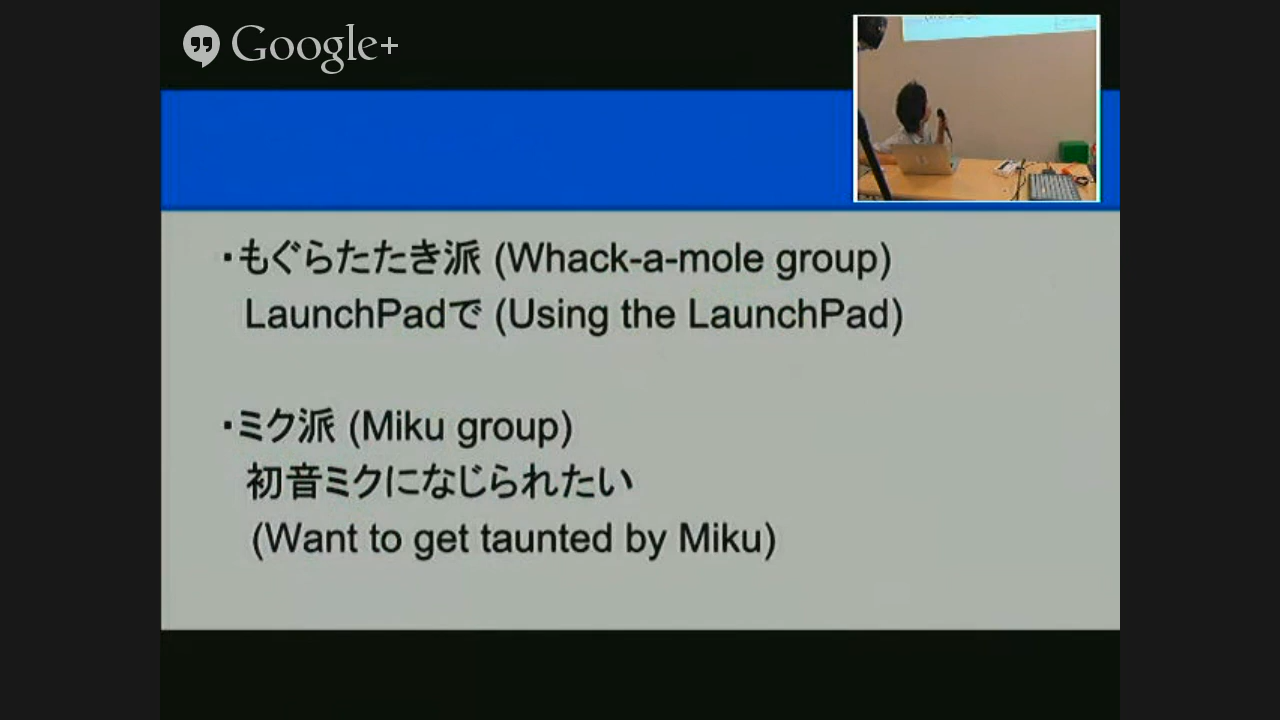 Google+
・もぐらたたき派 (Whack-a-mole group)
LaunchPadで (Using the LaunchPad)
・ミク派 (Miku group)
初音ミクになじられたい
(Want to get taunted by Miku)